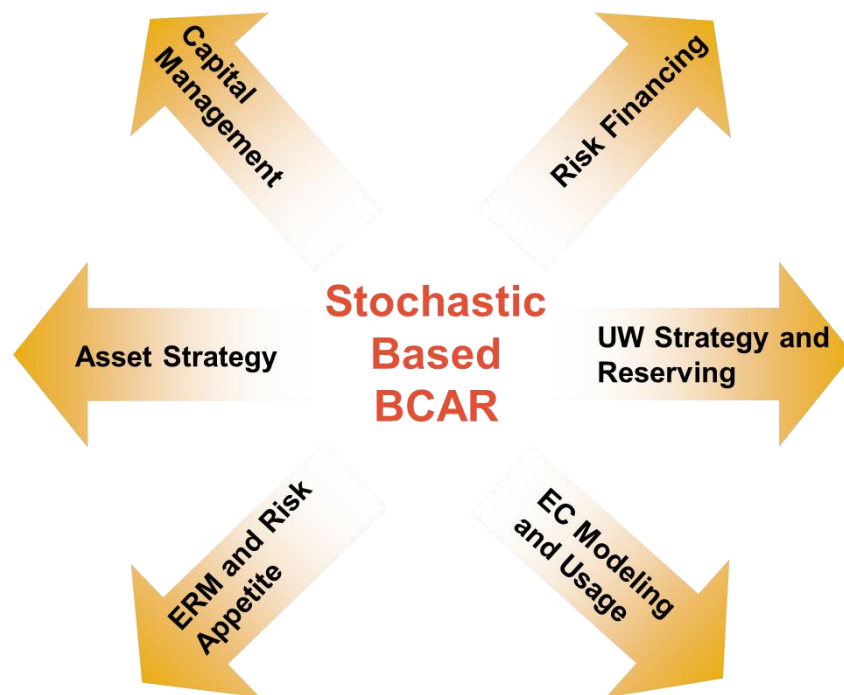 Capital
Management
Risk Financing
Asset Strategy
Stochastic
Based
BCAR
UW Strategy and
Reserving
ERM and Risk
Appetite
EC Modeling
and Usage